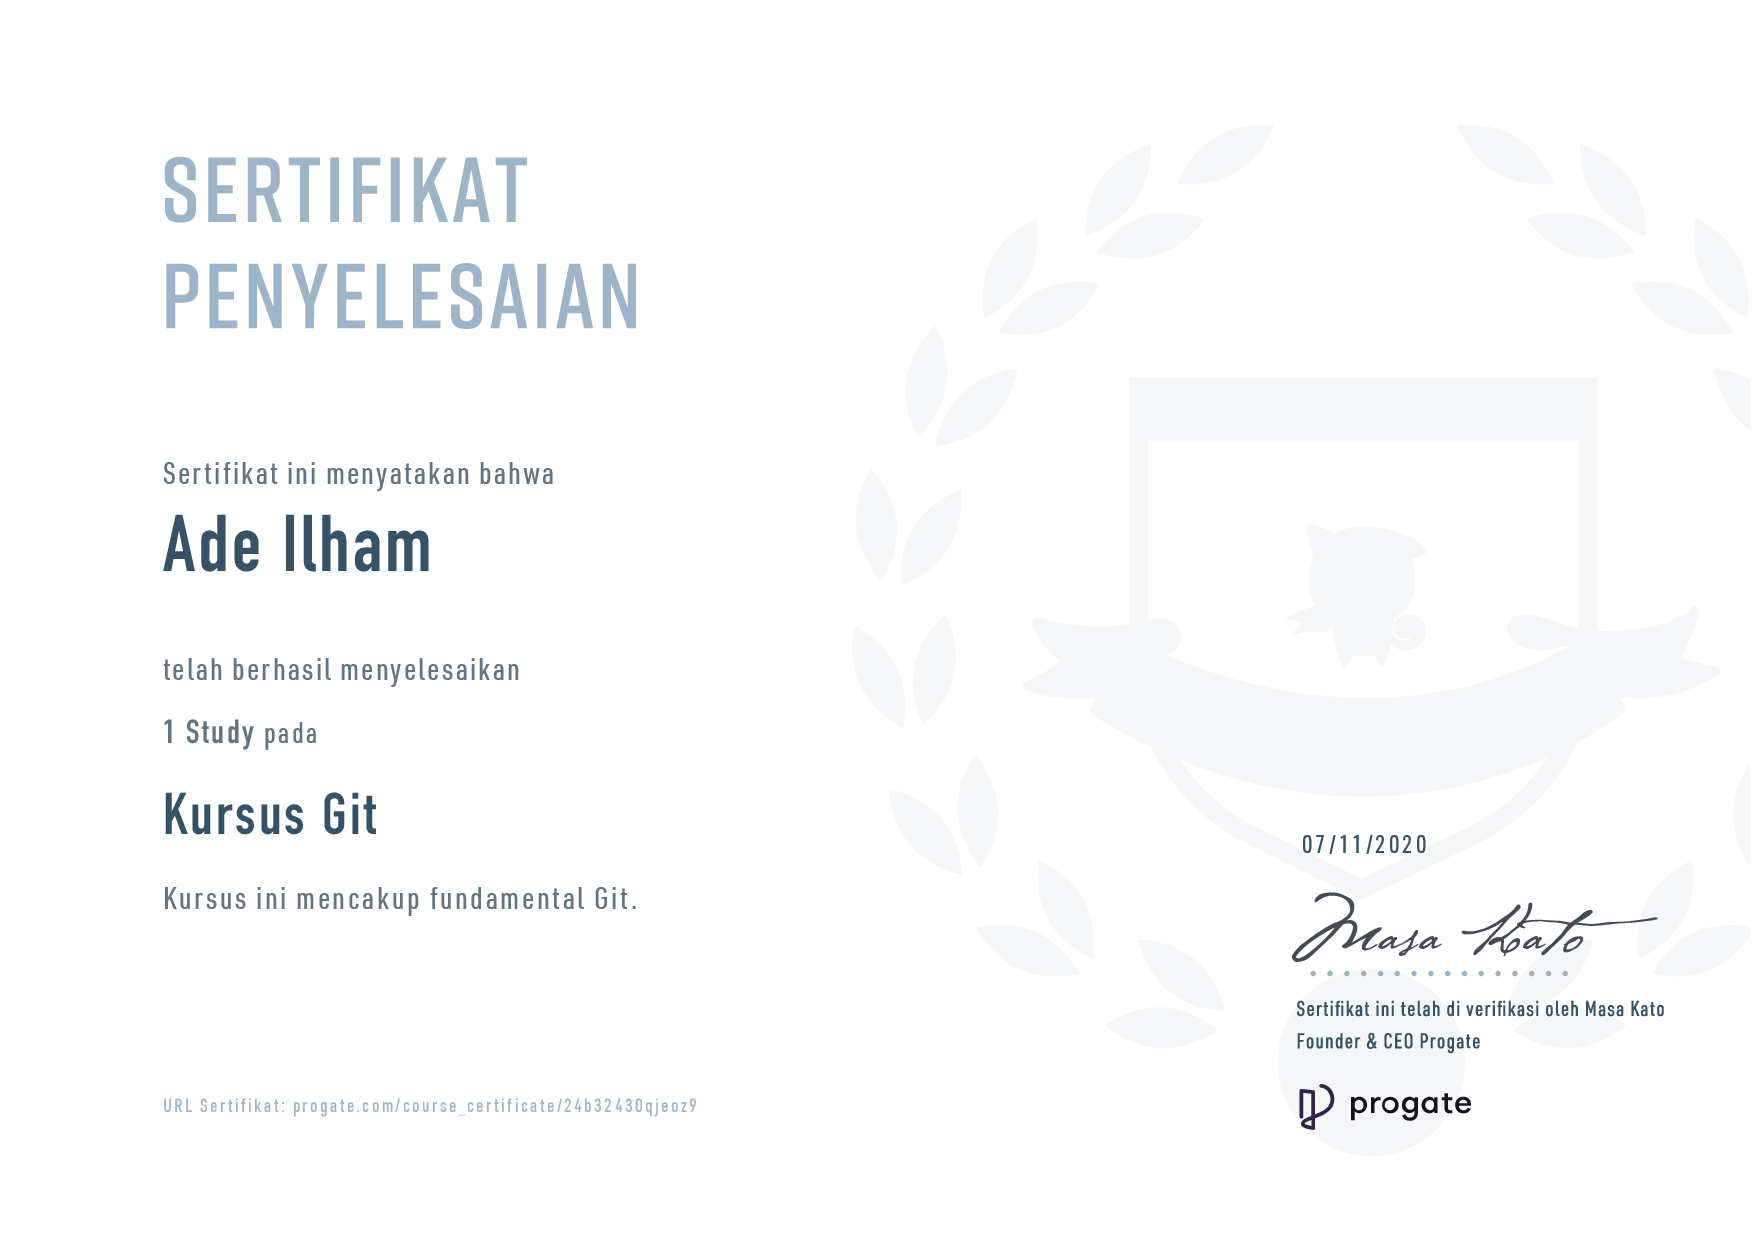 SERTIFIKAT
PENYELESAIAN
Sertifikat ini menyatakan bahwa
Ade Ilham
telah berhasil menyelesaikan
1 Study pada
Kursus Git
Kursus ini mencakup fundamental Git.
07/11/2020
Masa Kato
Sertifikat ini telah di verifikasi oleh Masa Kato
Founder & CEO Progate
progate
URL Sertifikat: progate.com/course_certificate/24b32430qjeoz9